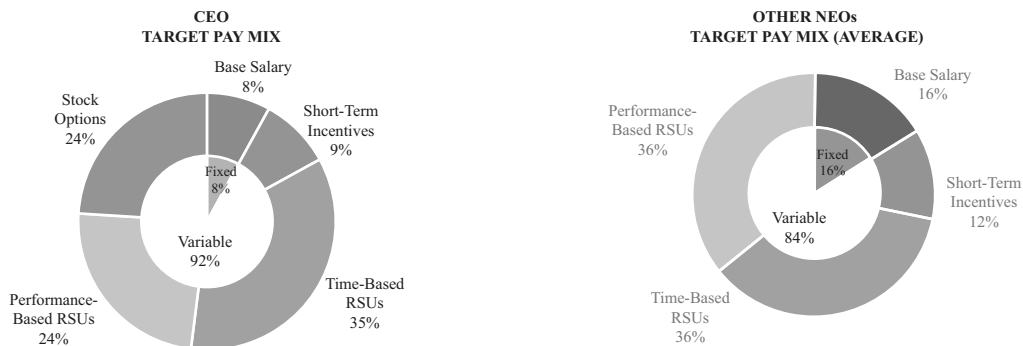 CEO
TARGET PAY MIX
Base Salary
8%
Short-Term
Incentives
9%
Time-Based
RSUs
35%
Performance-
Based RSUs
24%
Stock
Options
24%
Fixed
8%
Variable
92%
OTHER NEOs
TARGET PAY MIX (AVERAGE)
Base Salary
16%
Short-Term
Incentives
12%
Time-Based
RSUs
36%
Performance-
Based RSUs
36%
Fixed
16%
Variable
84%